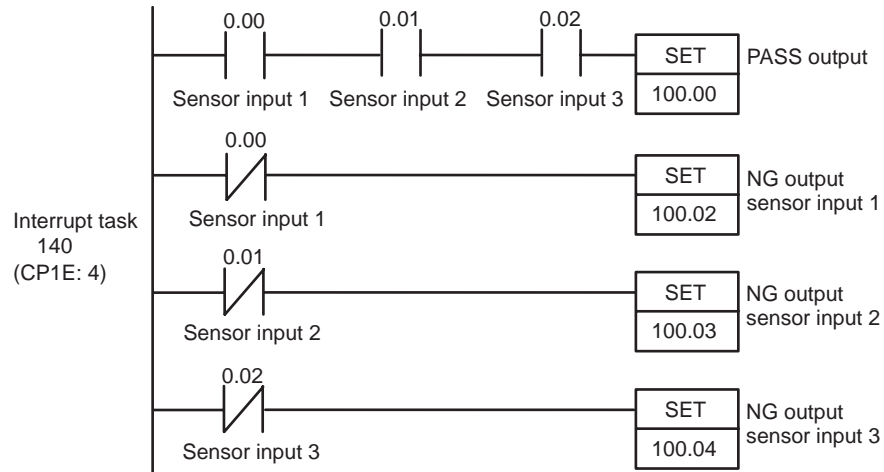 0.00 0.01 0.02
SET PASS output
100.00
Sensor input 1 Sensor input 2 Sensor input 3
0.00
SET NG output
sensor input 1
100.02
Sensor input 1
Interrupt task
140
(CP1E: 4)
0.01
SET NG output
sensor input 2
100.03
Sensor input 2
0.02
SET NG output
sensor input 3
100.04
Sensor input 3